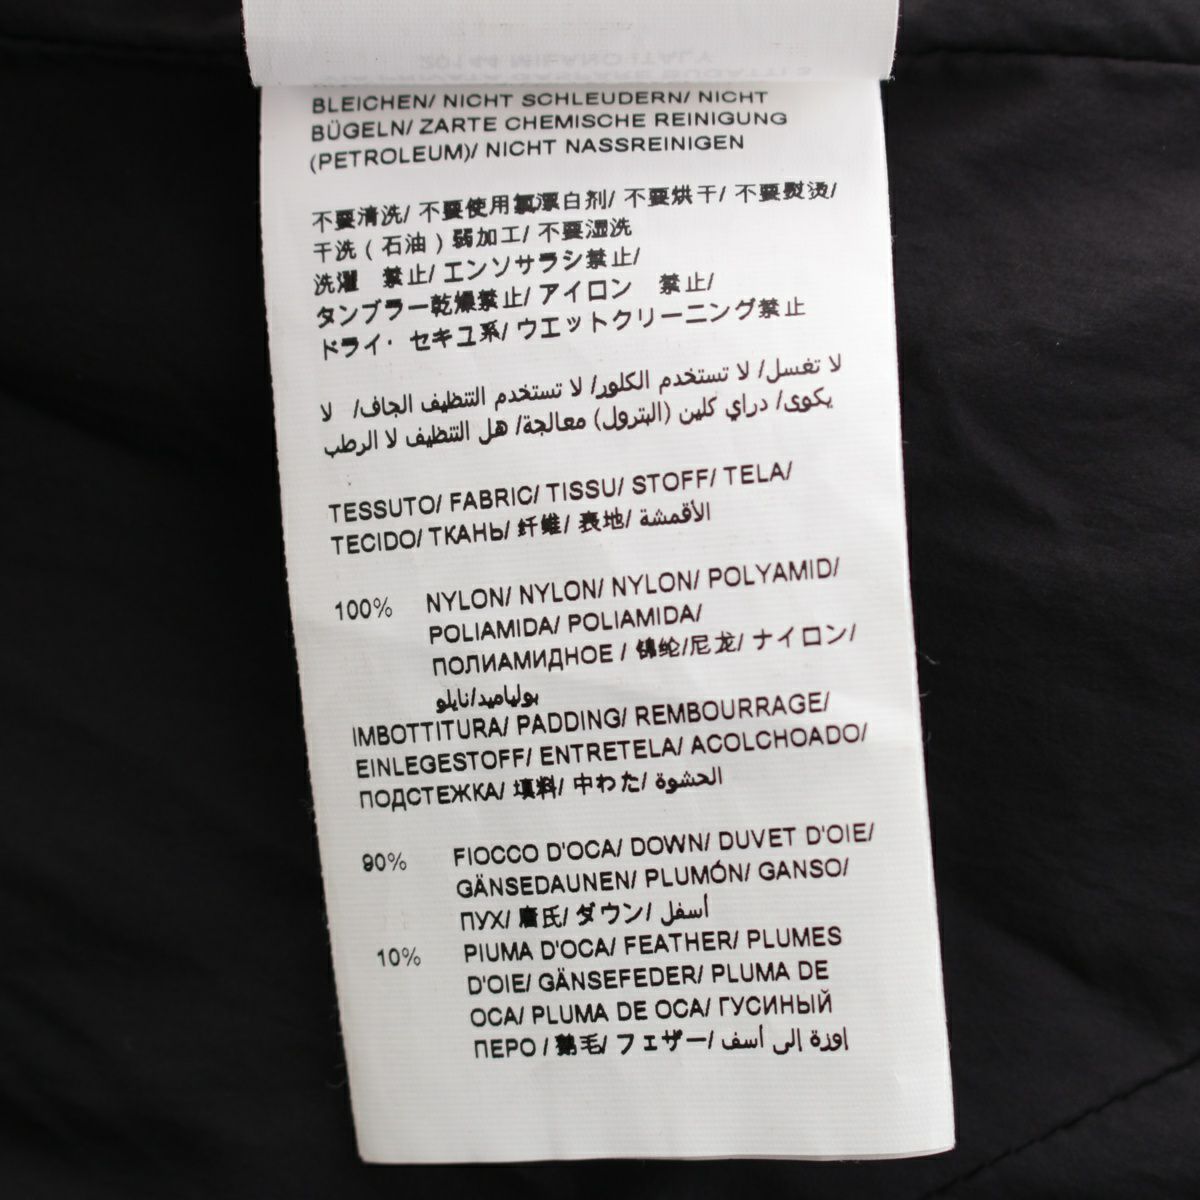 BLEICHEN/ NICHT SCHLEUDERN/ NICHT
BÜGELN/ ZARTE CHEMISCHE REINIGUNG
(PETROLEUM)/ NICHT NASSREINIGEN
不要清洗/ 不要使用氯漂白剂/ 不要烘干/ 不要熨烫/
干洗 ( 石油 ) 弱加工/ 不要湿洗
洗濯 禁止/ エンソサラシ禁止/
タンブラー乾燥禁止/ アイロン 禁止/
ドライ・ セキユ系/ ウエットクリーニング禁止
لا تغسل/ لا تستخدم الكلور/ لا تستخدم التنظيف الجاف/ لا
يكوى/ دراي كلين (البترول) معالجة/ هل التنظيف لا الرطب
TESSUTO/ FABRIC/ TISSU/ STOFF/ TELA/
TECIDO/ ТКАНЬ/ 纤维/ 表地/ الأقمشة
100% NYLON/ NYLON/ NYLON/ POLYAMID/
POLIAMIDA/ POLIAMIDA/
ПОЛИАМИДНОЕ / 锦纶/尼龙/ ナイロン/
بولياميد/نايلو
IMBOTTITURA/ PADDING/ REMBOURRAGE/
EINLEGESTOFF/ ENTRETELA/ ACOLCHOADO/
ПОДСТЕЖКА/ 填料/ 中わた/ الحشوة
90% FIOCCO D'OCA/ DOWN/ DUVET D'OIE/
GÄNSEDAUNEN/ PLUMÓN/ GANSO/
ПУХ/ 唐氏/ ダウン/ أسفل
10% PIUMA D'OCA/ FEATHER/ PLUMES
D'OIE/ GÄNSEFEDER/ PLUMA DE
OCA/ PLUMA DE OCA/ ГУСИНЫЙ
ПЕРО / 鹅毛/ フェザー/ اوزة إلى أسف